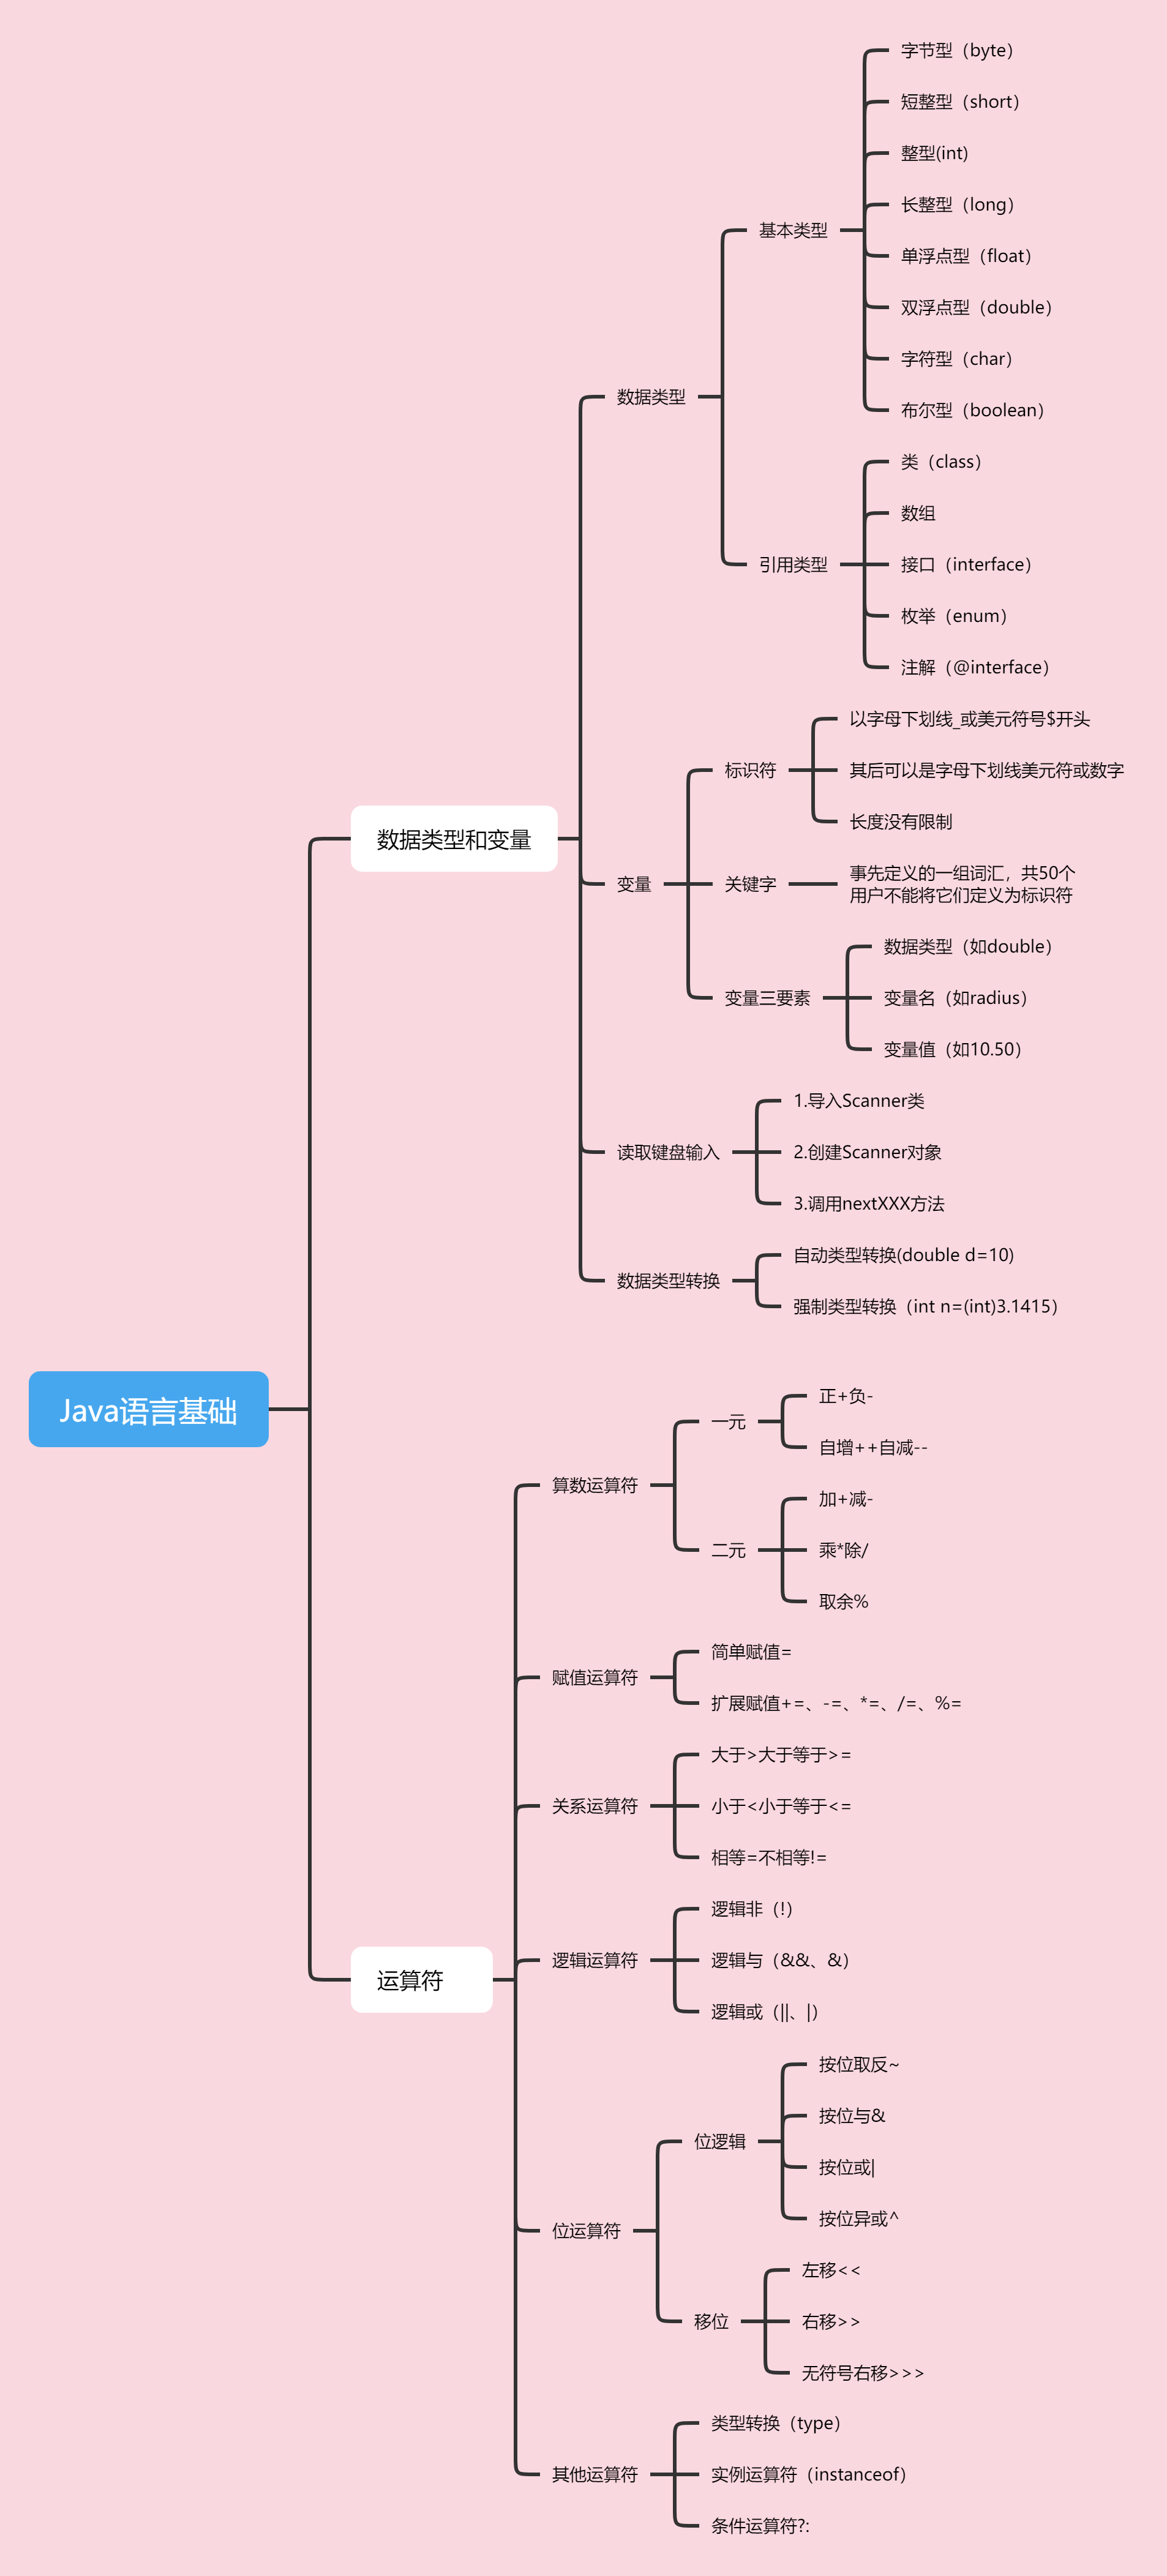 Java语言基础
数据类型和变量
数据类型
基本类型
字节型（byte）
短整型（short）
整型(int)
长整型（long）
单浮点型（float）
双浮点型（double）
字符型（char）
布尔型（boolean）
引用类型
类（class）
数组
接口（interface）
枚举（enum）
注解（@interface）
变量
标识符
以字母下划线_或美元符号$开头
其后可以是字母下划线美元符或数字
长度没有限制
关键字
事先定义的一组词汇，共50个
用户不能将它们定义为标识符
变量三要素
数据类型（如double）
变量名（如radius）
变量值（如10.50）
读取键盘输入
1.导入Scanner类
2.创建Scanner对象
3.调用nextXXX方法
数据类型转换
自动类型转换(double d=10)
强制类型转换（int n=(int)3.1415）
运算符
算数运算符
一元
正+负-
自增++自减--
二元
加+减-
乘*除/
取余%
赋值运算符
简单赋值=
扩展赋值+=、-=、*=、/=、%=
关系运算符
大于>大于等于>=
小于<小于等于<=
相等=不相等!=
逻辑运算符
逻辑非（!）
逻辑与（&&、&）
逻辑或（||、|）
位运算符
位逻辑
按位取反~
按位与&
按位或|
按位异或^
移位
左移<<
右移>>
无符号右移>>>
其他运算符
类型转换（type）
实例运算符（instanceof）
条件运算符?: